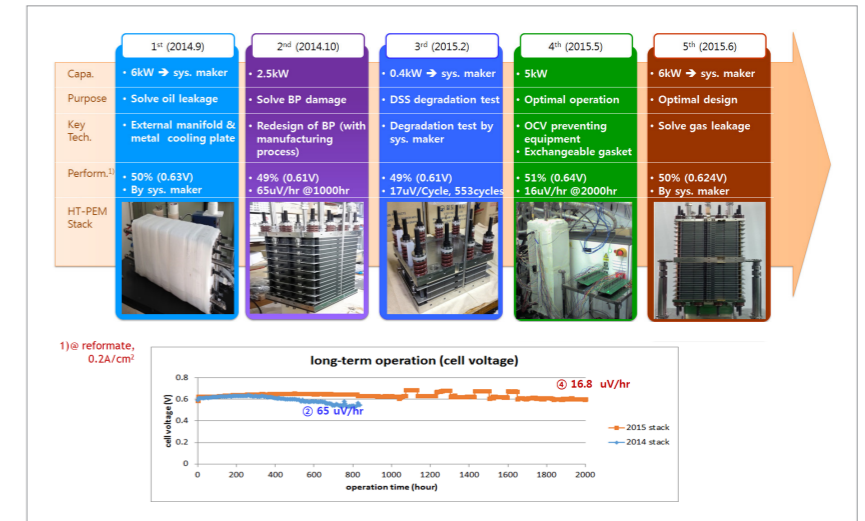 1st (2014.9)
2nd (2014.10)
3rd (2015.2)
4th (2015.5)
5th (2015.6)
Capa.
• 6kW ➔ sys. maker
• 2.5kW
• 0.4kW ➔ sys. maker
• 5kW
• 6kW ➔ sys. maker
Purpose
• Solve oil leakage
• Solve BP damage
• DSS degradation test
• Optimal operation
• Optimal design
Key
Tech.
• External manifold &
metal cooling plate
• Redesign of BP (with
manufacturing
process)
• Degradation test by
sys. maker
• OCV preventing
equipment
• Exchangeable gasket
• Solve gas leakage
Perform.1)
• 50% (0.63V)
• By sys. maker
• 49% (0.61V)
• 65uV/hr @1000hr
• 49% (0.61V)
• 17uV/Cycle, 553cycles
• 51% (0.64V)
• 16uV/hr @2000hr
• 50% (0.624V)
• By sys. maker
HT-PEM
Stack
1)@ reformate,
0.2A/cm2
long-term operation (cell voltage)
cell voltage(V)
0.8
0.6
0.4
0.2
0
④ 16.8 uV/hr
② 65 uV/hr
2015 stack
2014 stack
0 200 400 600 800 1000 1200 1400 1600 1800 2000
operation time (hour)